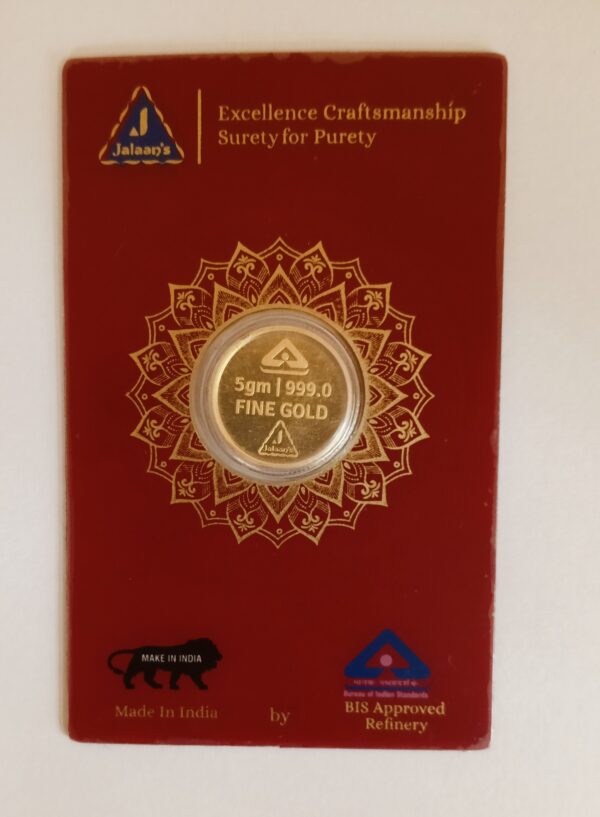 J
Jalaan's
Excellence Craftsmanship
Surety for Purety
5gm | 999.0
FINE GOLD
J
Jalaan's
MAKE IN INDIA
Made In India
by
Bureau of Indian Standards
BIS Approved
Refinery